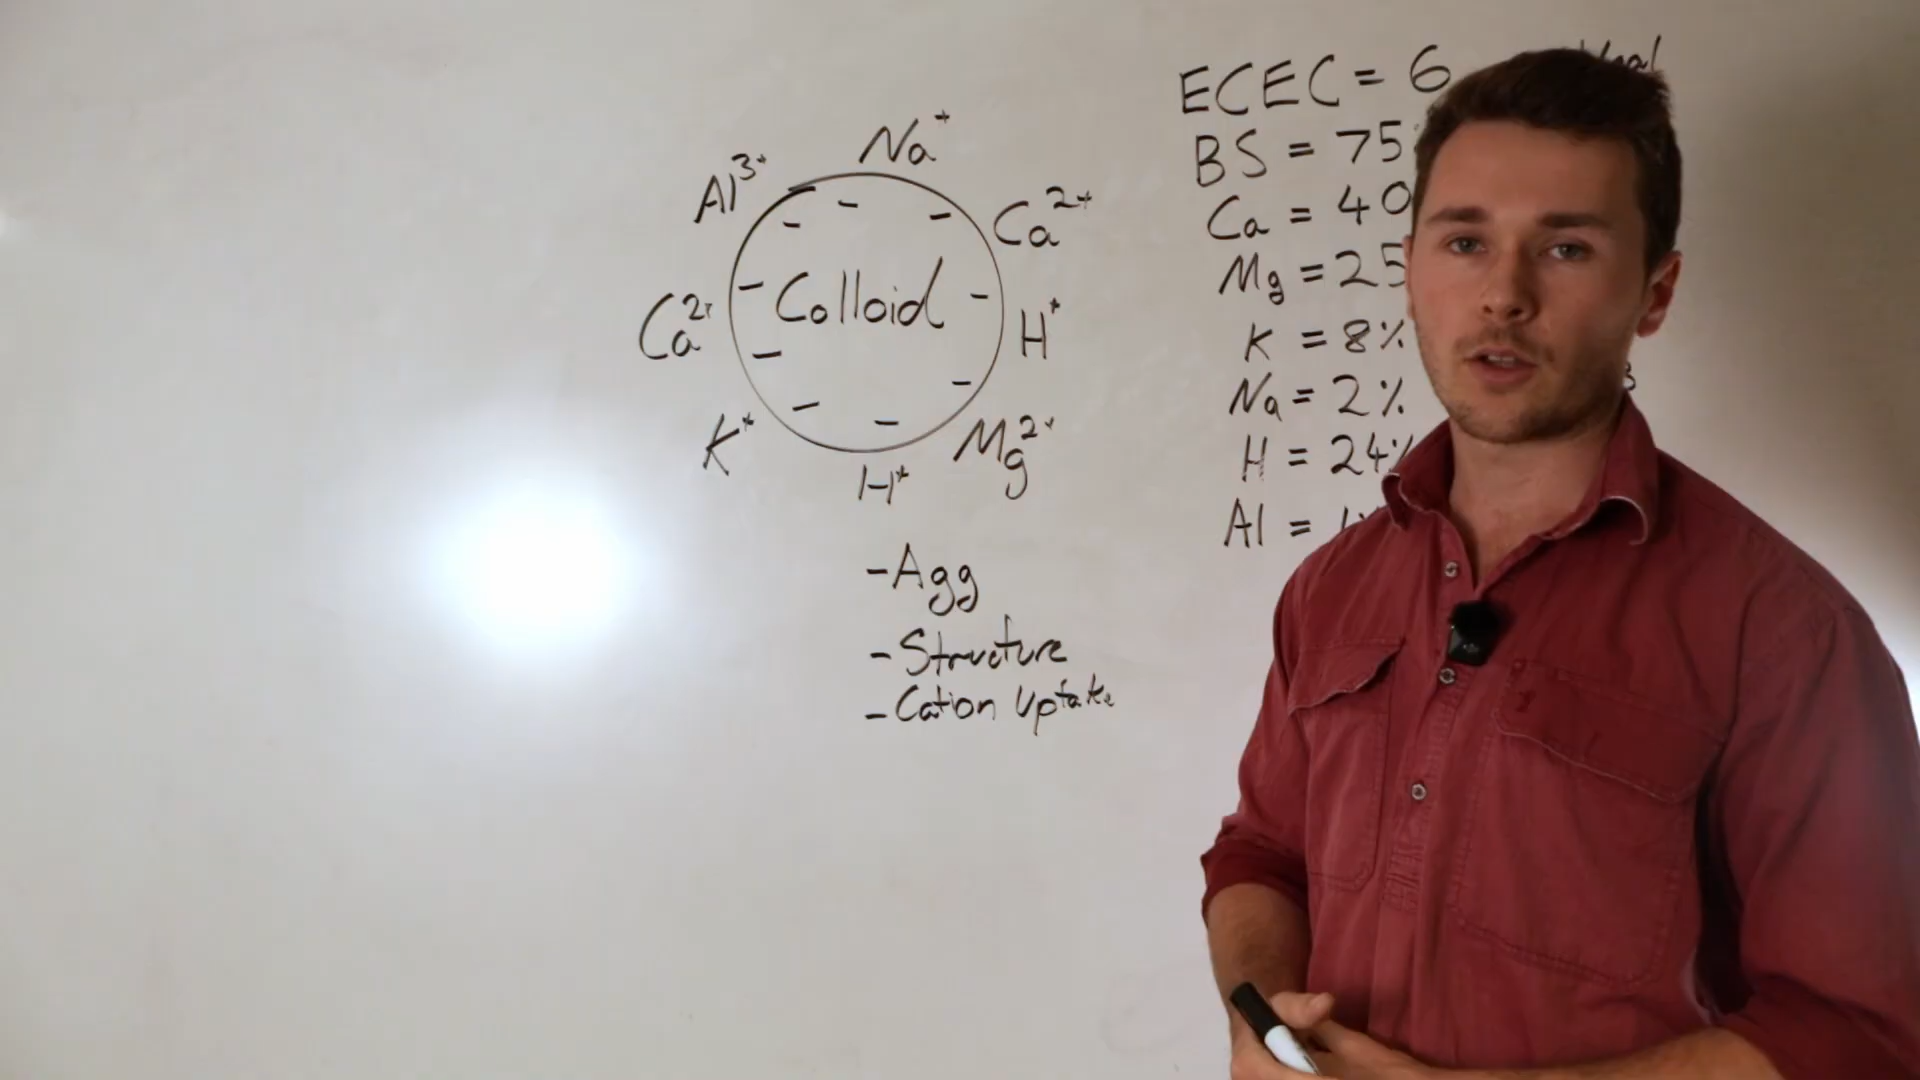 Na⁺
Al³⁺
Ca²⁺
Colloid
Ca²⁺
H⁺
K⁺
Mg²⁺
H⁺
- Agg
- Structure
- Cation Uptake
ECEC = 6
BS = 75
Ca = 40
Mg = 25
K = 8%
Na = 2%
H = 24%
Al =